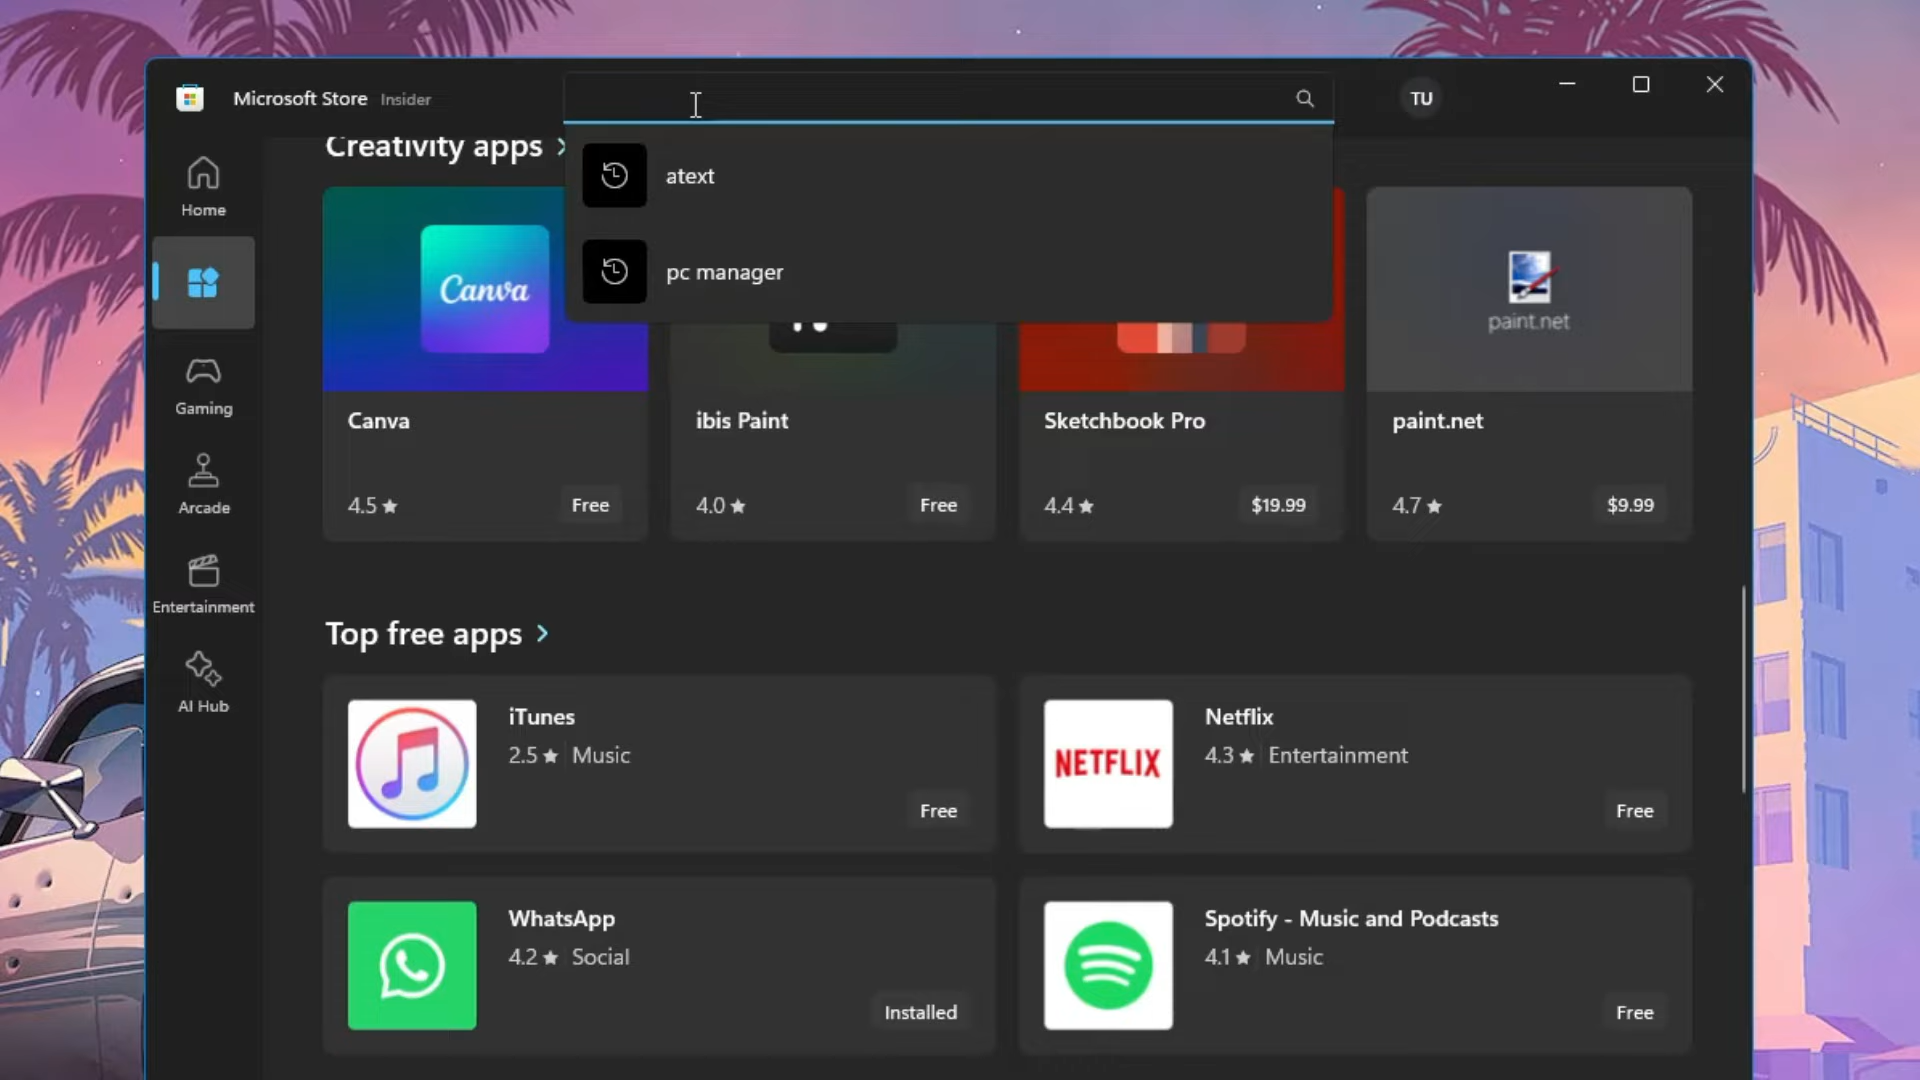 Microsoft Store Insider
TU
Creativity apps
atext
pc manager
Home
Gaming
Arcade
Entertainment
AI Hub
Canva
paint.net
Canva
4.5 ★ Free
ibis Paint
4.0 ★ Free
Sketchbook Pro
4.4 ★ $19.99
paint.net
4.7 ★ $9.99
Top free apps
iTunes
2.5 ★ Music
Free
NETFLIX
Netflix
4.3 ★ Entertainment
Free
WhatsApp
4.2 ★ Social
Installed
Spotify - Music and Podcasts
4.1 ★ Music
Free